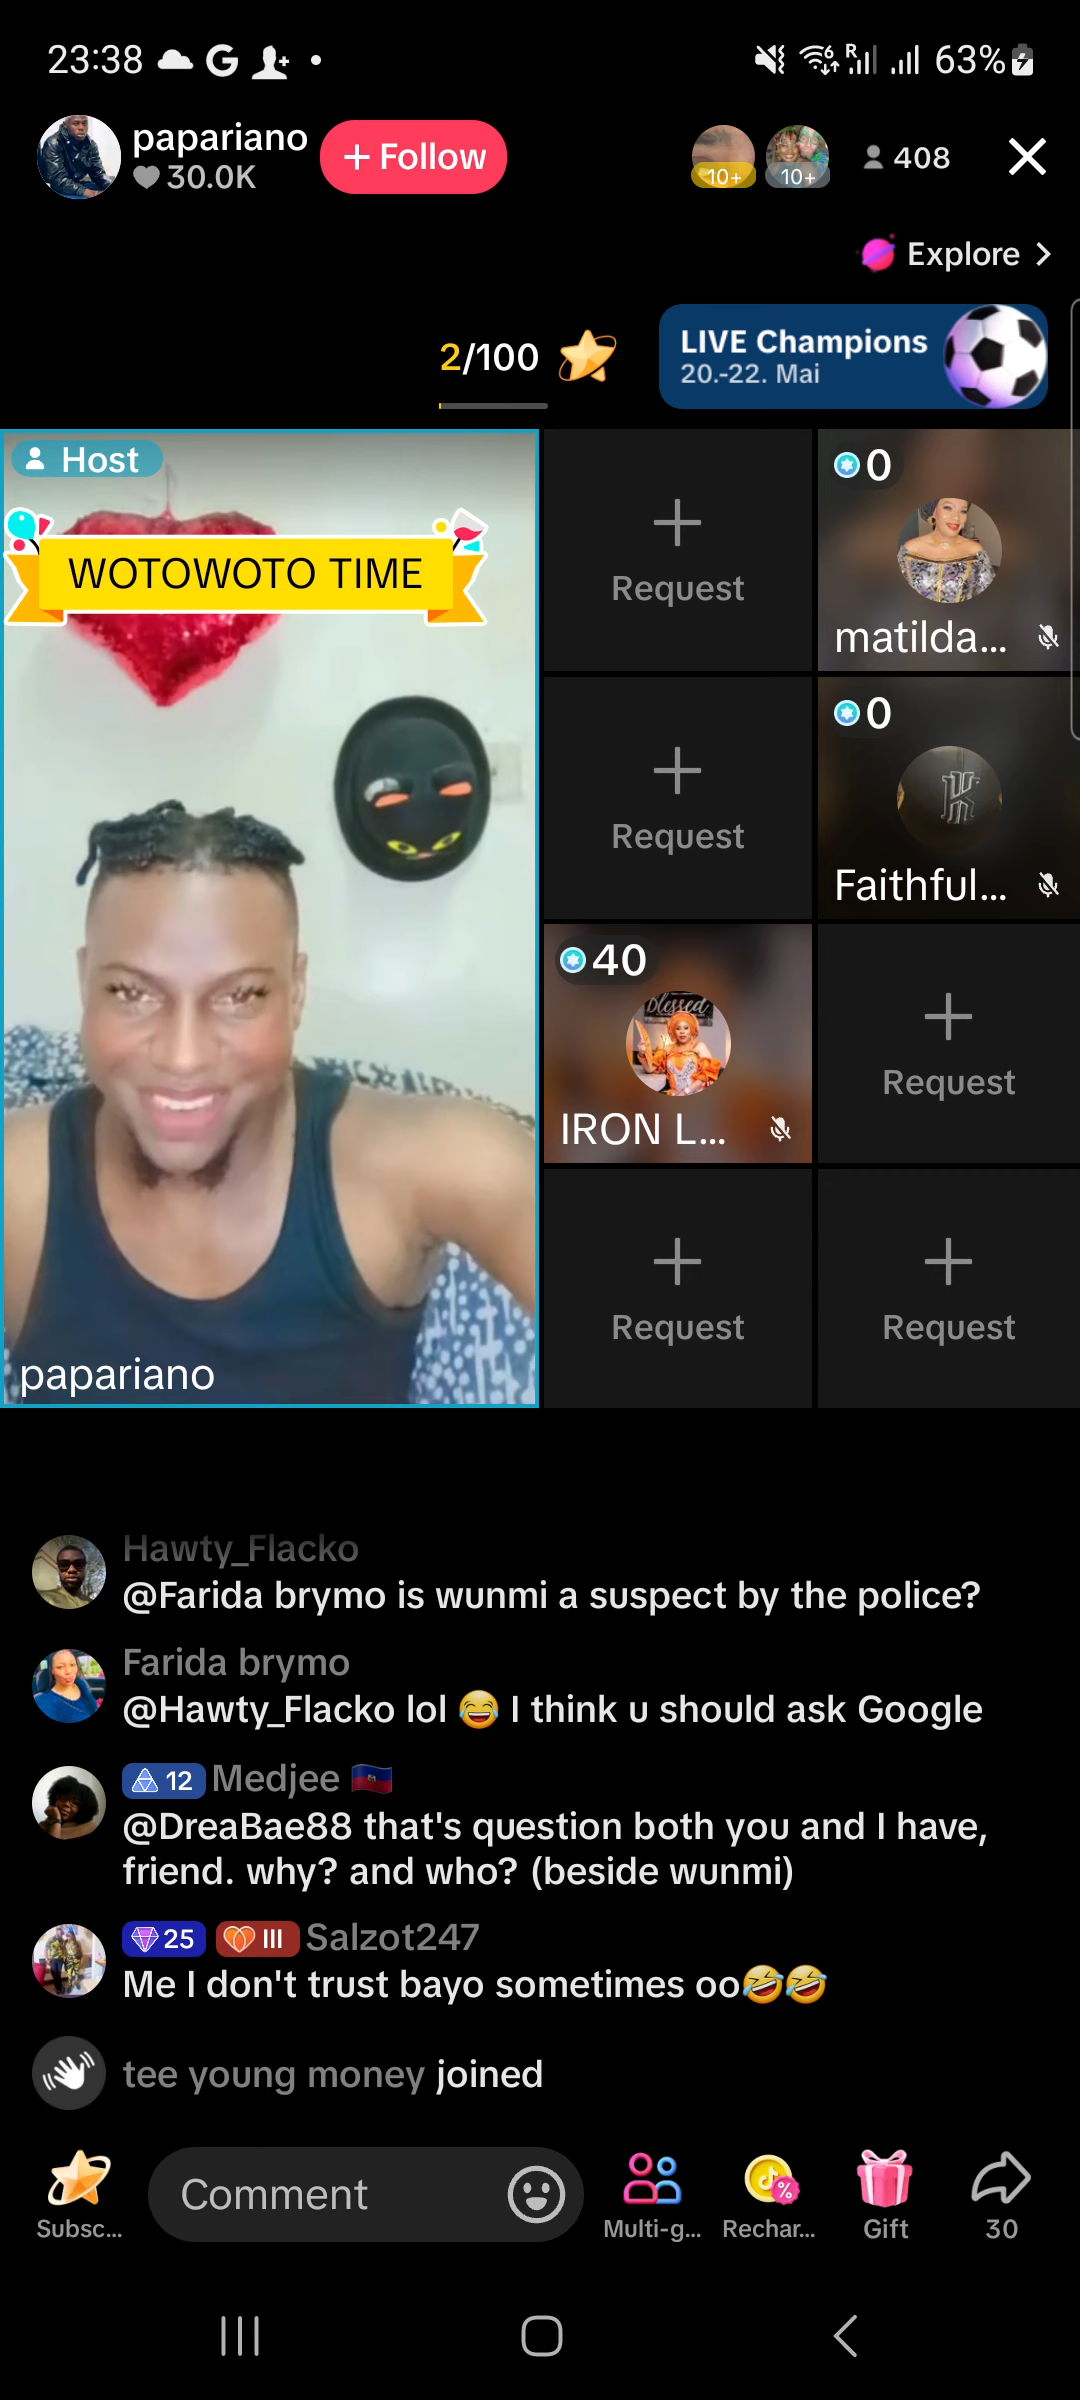 23:38
R
63%
papariano
30.0K
+ Follow
10+
10+
408
Explore
2/100
LIVE Champions
20.-22. Mai
Host
WOTOWOTO TIME
papariano
Request
0
matilda...
Request
0
Faithful...
40
Blessed
IRON L...
Request
Request
Request
Hawty_Flacko
@Farida brymo is wunmi a suspect by the police?
Farida brymo
@Hawty_Flacko lol 😂 I think u should ask Google
12 Medjee 🇭🇹
@DreaBae88 that's question both you and I have,
friend. why? and who? (beside wunmi)
25 III Salzot247
Me I don't trust bayo sometimes oo🤣🤣
tee young money joined
Comment
Subsc...
Multi-g...
Rechar...
Gift
30